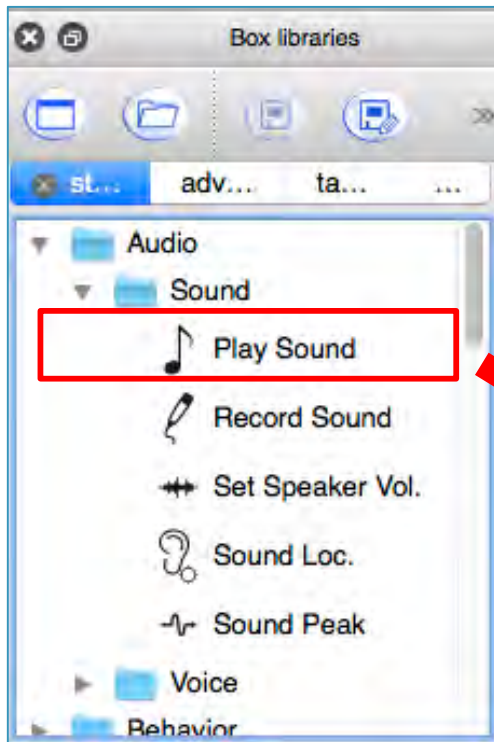 Box libraries
st... adv... ta... ...
Audio
Sound
Play Sound
Record Sound
Set Speaker Vol.
Sound Loc.
Sound Peak
Voice
Behavior